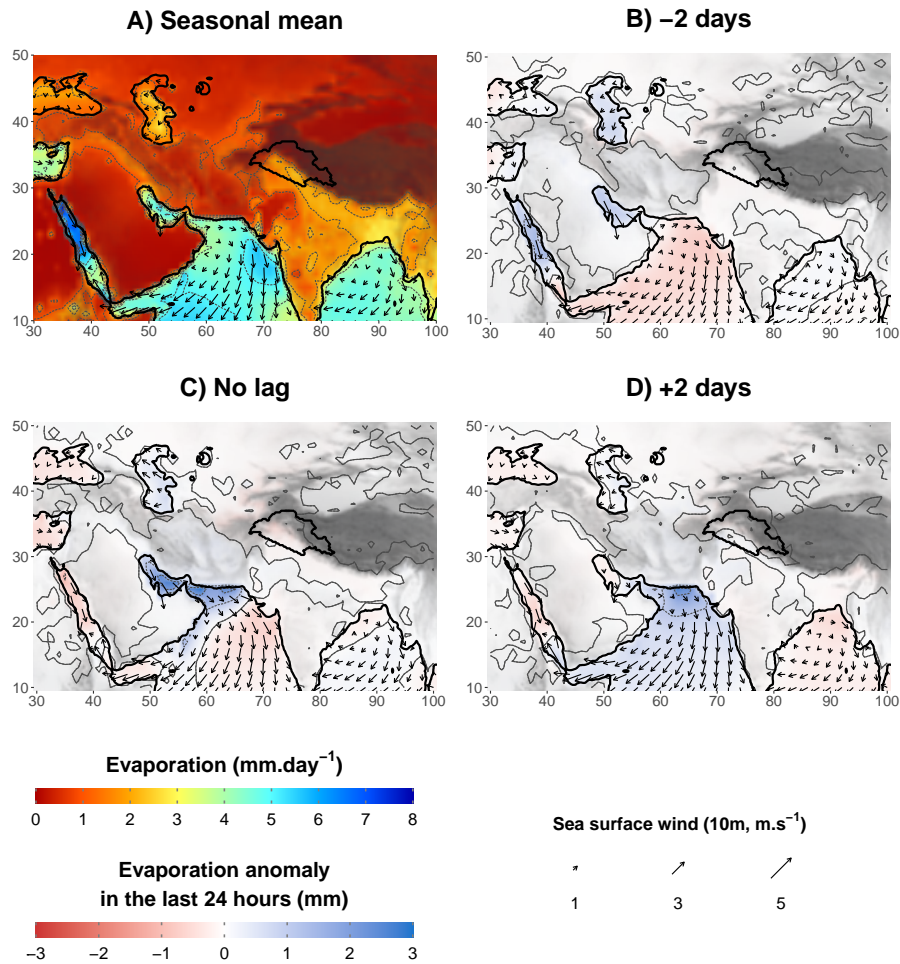 A) Seasonal mean
B) −2 days
50
40
30
20
10
30 40 50 60 70 80 90 100
50
40
30
20
10
30 40 50 60 70 80 90 100
C) No lag
D) +2 days
50
40
30
20
10
30 40 50 60 70 80 90 100
50
40
30
20
10
30 40 50 60 70 80 90 100
Evaporation (mm.day⁻¹)
0 1 2 3 4 5 6 7 8
Evaporation anomaly
in the last 24 hours (mm)
−3 −2 −1 0 1 2 3
Sea surface wind (10m, m.s⁻¹)
1 3 5